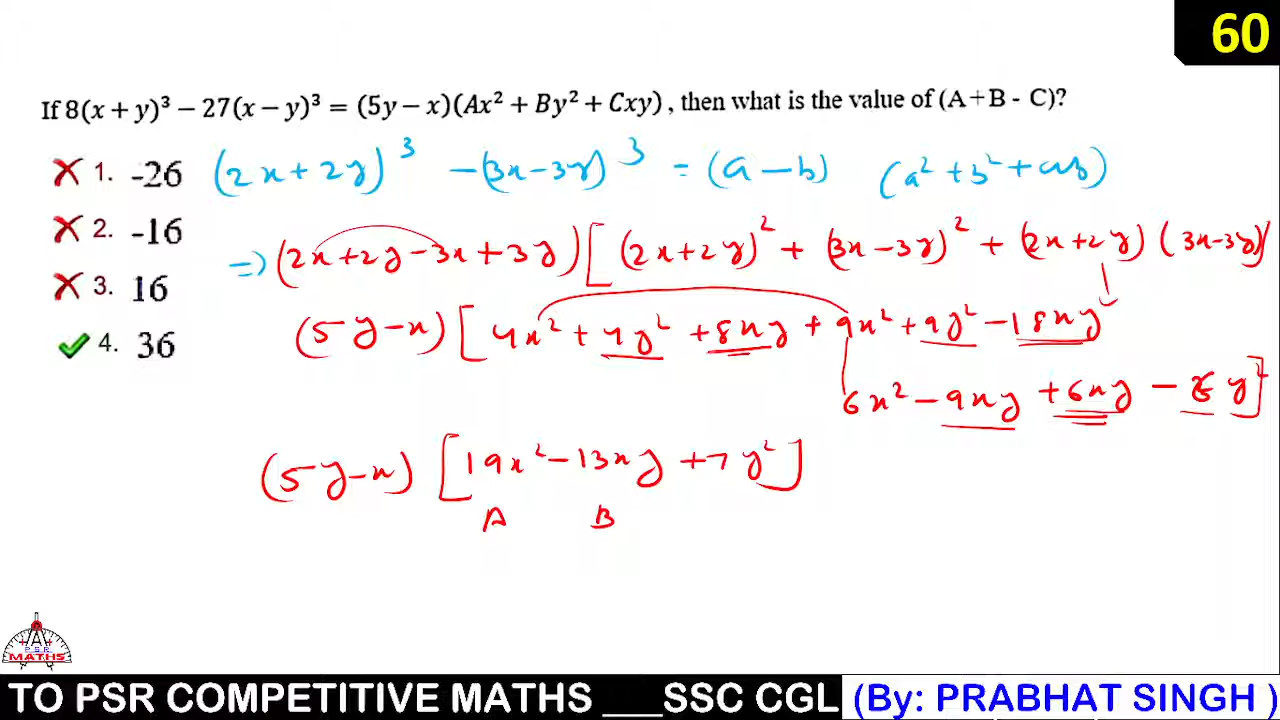 60
If 8(x + y)³ − 27(x − y)³ = (5y − x)(Ax² + By² + Cxy) , then what is the value of (A+B - C)?
1. -26
(2x+2y)³ -(3x-3y)³ = (a-b) (a²+b²+ab)
2. -16
=> (2x+2y-3x+3y) [(2x+2y)² + (3x-3y)² + (2x+2y)(3x-3y)]
3. 16
(5y-x) [4x² + 4y² + 8xy + 9x² + 9y² - 18xy
4. 36
6x² - 9xy + 6xy - 6y²]
(5y-x) [19x² - 13xy + 7y²]
A B
A
PSR
MATHS
TO PSR COMPETITIVE MATHS ___SSC CGL (By: PRABHAT SINGH )